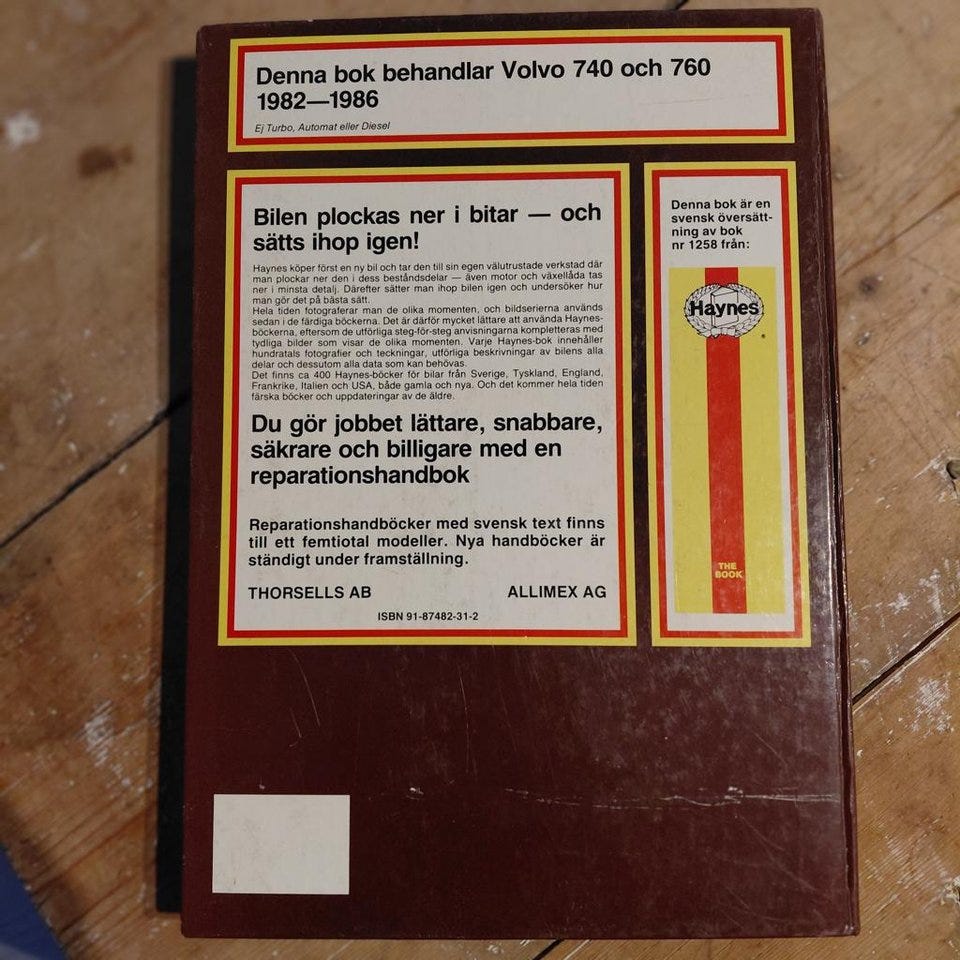 Denna bok behandlar Volvo 740 och 760
1982—1986
Ej Turbo, Automat eller Diesel
Bilen plockas ner i bitar — och
sätts ihop igen!
Haynes köper först en ny bil och tar den till sin egen välutrustade verkstad där
man plockar ner den i dess beståndsdelar — även motor och växellåda tas
ner i minsta detalj. Därefter sätter man ihop bilen igen och undersöker hur
man gör det på bästa sätt.
Hela tiden fotograferar man de olika momenten, och bildserierna används
sedan i de färdiga böckerna. Det är därför mycket lättare att använda Haynes-
böckerna, eftersom de utförliga steg-för-steg anvisningarna kompletteras med
tydliga bilder som visar de olika momenten. Varje Haynes-bok innehåller
hundratals fotografier och teckningar, utförliga beskrivningar av bilens alla
delar och dessutom alla data som kan behövas.
Det finns ca 400 Haynes-böcker för bilar från Sverige, Tyskland, England,
Frankrike, Italien och USA, både gamla och nya. Och det kommer hela tiden
färska böcker och uppdateringar av de äldre.
Du gör jobbet lättare, snabbare,
säkrare och billigare med en
reparationshandbok
Reparationshandböcker med svensk text finns
till ett femtiotal modeller. Nya handböcker är
ständigt under framställning.
THORSELLS AB ALLIMEX AG
ISBN 91-87482-31-2
Denna bok är en
svensk översätt-
ning av bok
nr 1258 från:
Haynes
THE
BOOK